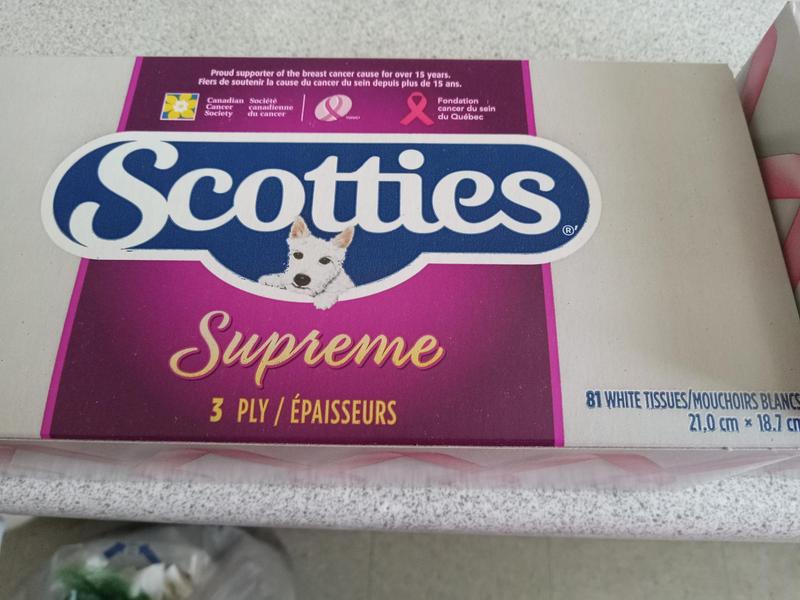 Proud supporter of the breast cancer cause for over 15 years.
Fiers de soutenir la cause du cancer du sein depuis plus de 15 ans.
Canadian Cancer Society
Société canadienne du cancer
Fondation cancer du sein du Québec
Scotties®'
Supreme
3 PLY / ÉPAISSEURS
81 WHITE TISSUES/MOUCHOIRS BLANCS
21,0 cm × 18.7 cm